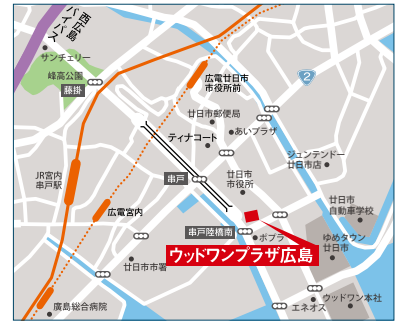 西広島
バイパス
サンチェリー
峰高公園
藤掛
広電廿日市
市役所前
2
廿日市郵便局
あいプラザ
ティナコート
ジュンテンドー
廿日市店
JR宮内
串戸駅
串戸
廿日市
市役所
広電宮内
廿日市
自動車学校
串戸陸橋南
ポプラ
ゆめタウン
廿日市
ウッドワンプラザ広島
廿日市市署
廣島総合病院
エネオス
ウッドワン本社